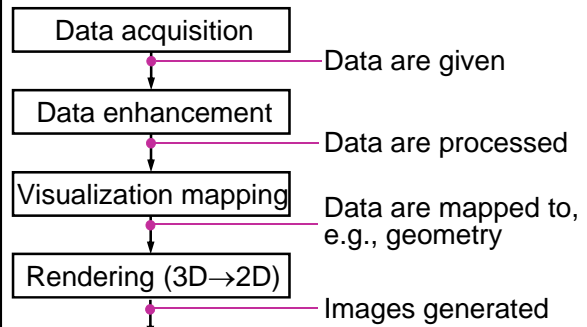 Data acquisition
Data are given
Data enhancement
Data are processed
Visualization mapping
Data are mapped to,
e.g., geometry
Rendering (3D→2D)
Images generated